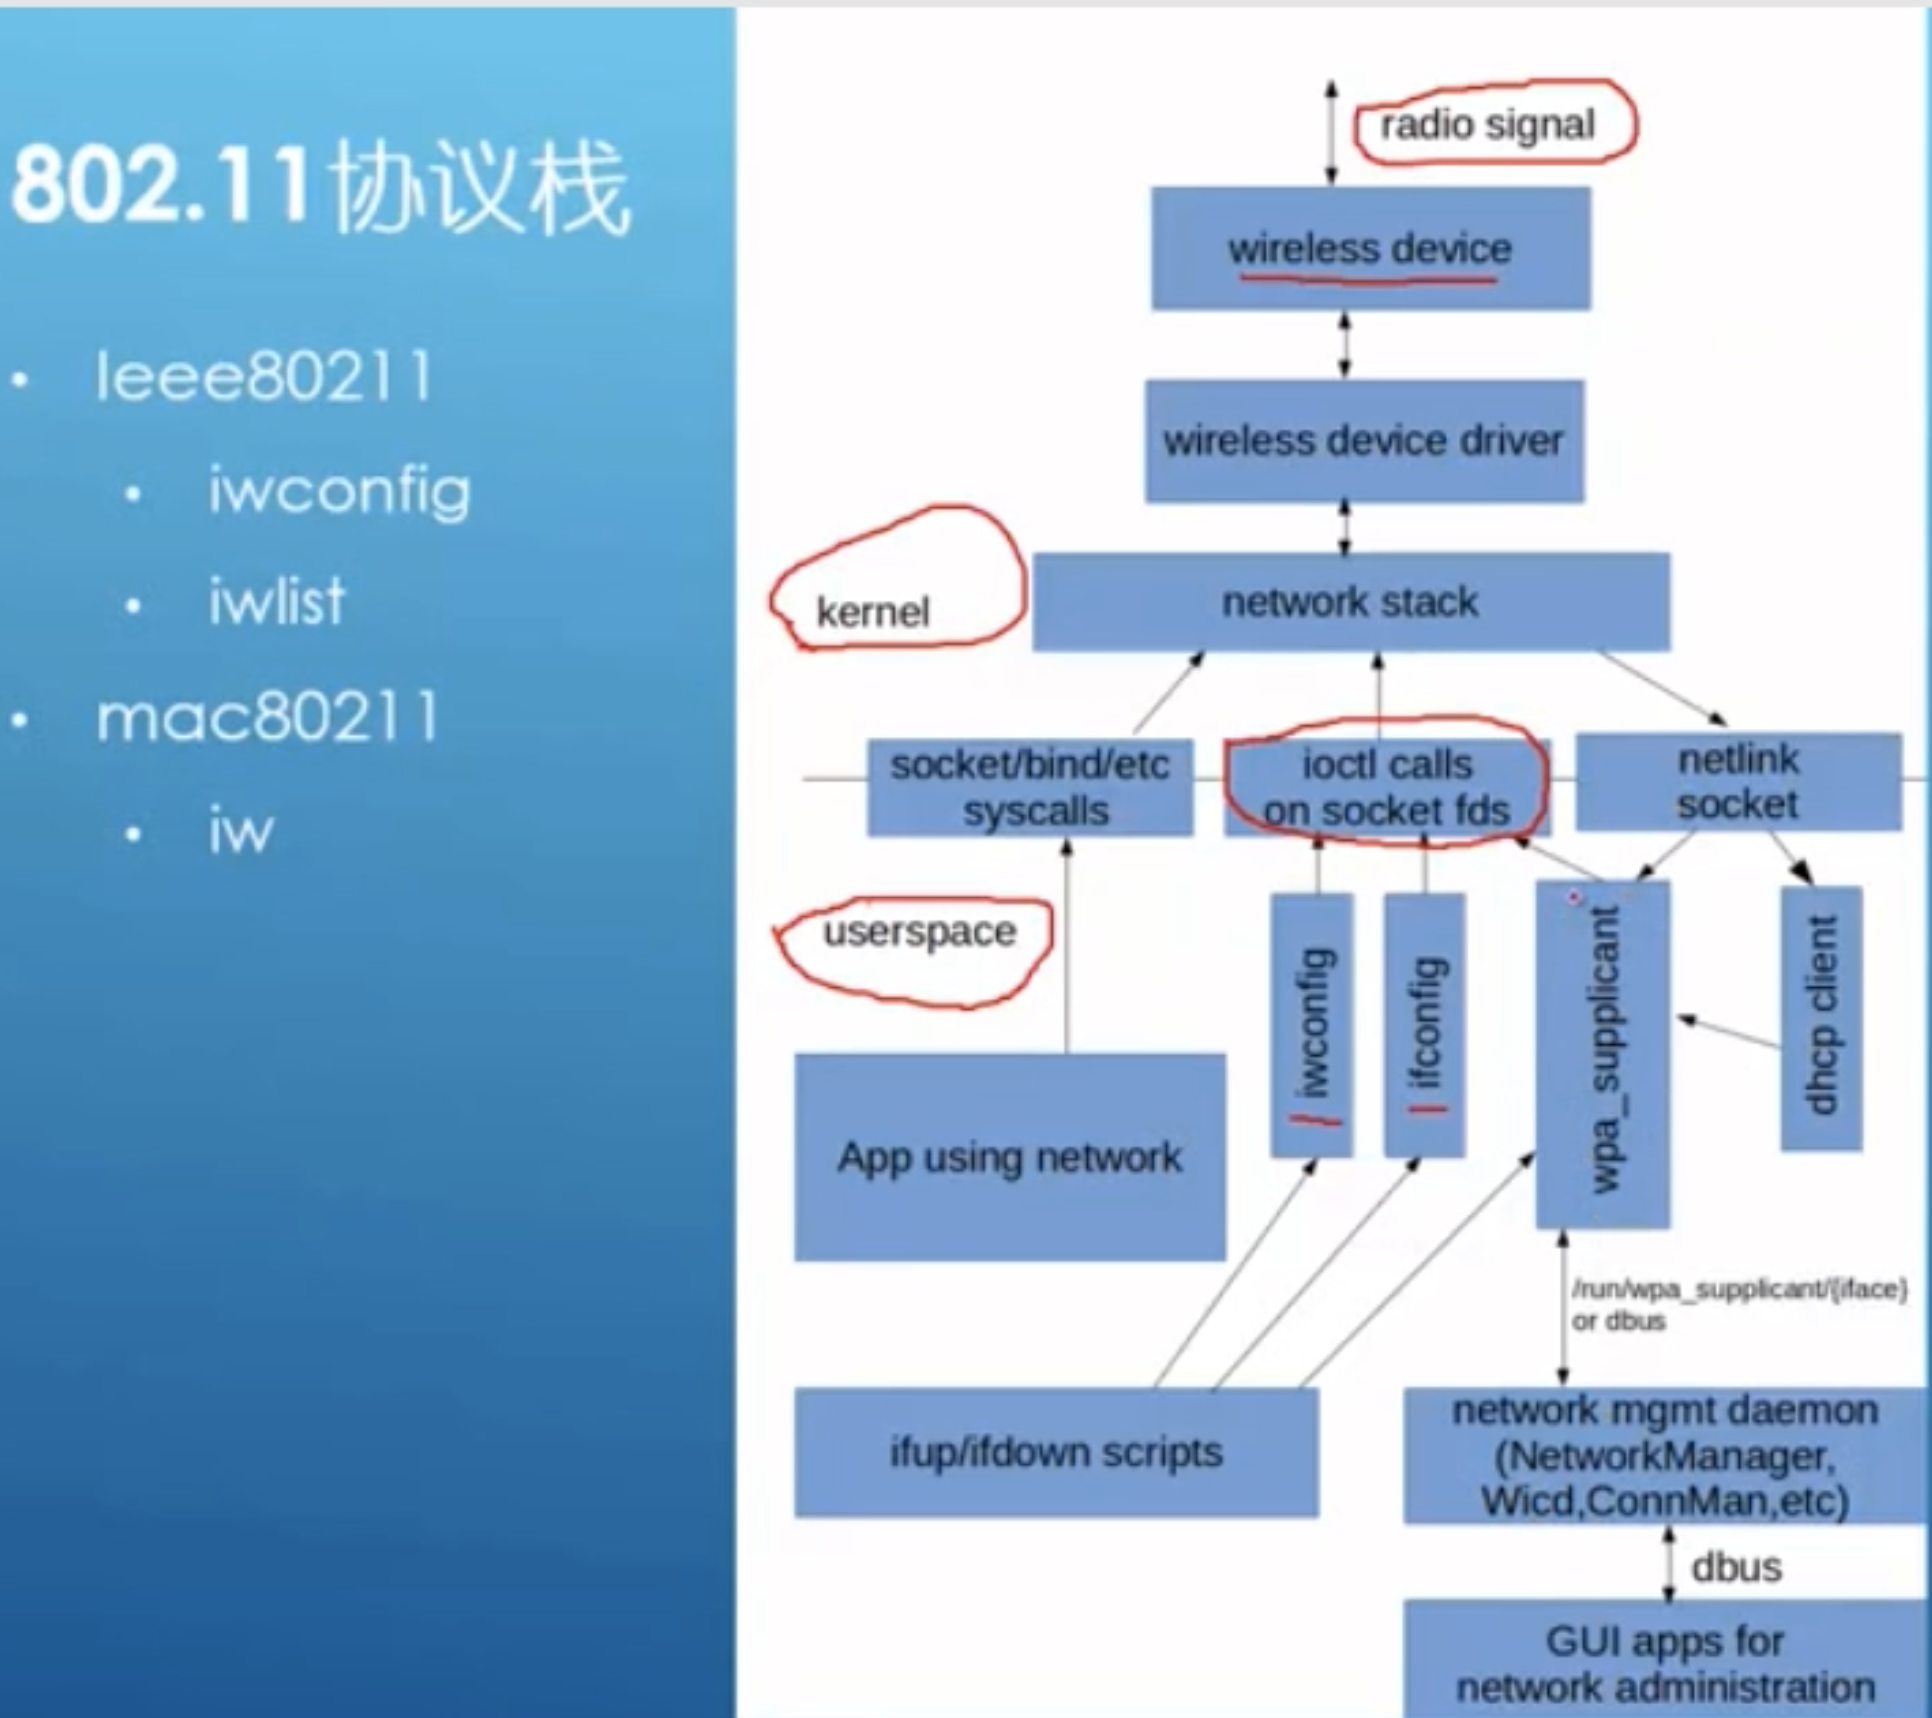 802.11协议栈
Ieee80211
iwconfig
iwlist
mac80211
iw
radio signal
wireless device
wireless device driver
kernel
network stack
socket/bind/etc
syscalls
ioctl calls
on socket fds
netlink
socket
userspace
iwconfig
ifconfig
wpa_supplicant
dhcp client
App using network
/run/wpa_supplicant/{iface}
or dbus
ifup/ifdown scripts
network mgmt daemon
(NetworkManager,
Wicd,ConnMan,etc)
dbus
GUI apps for
network administration